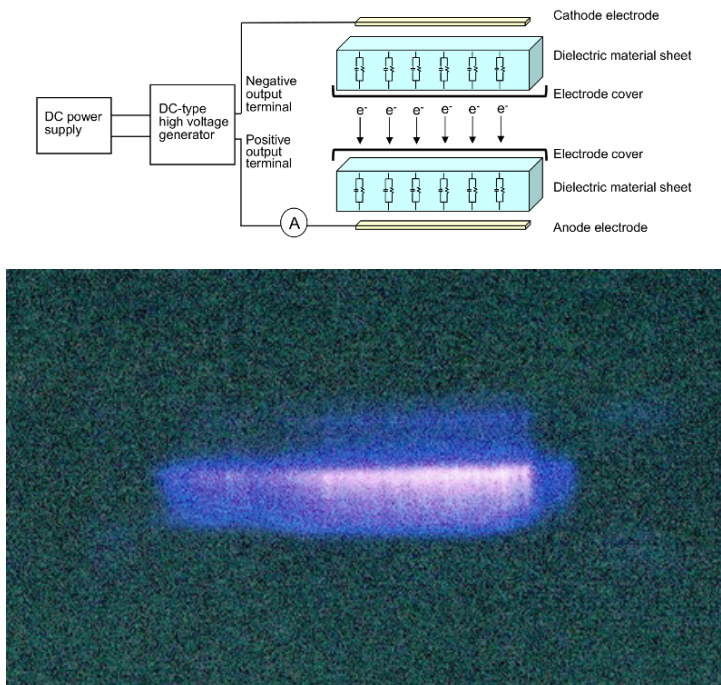 Cathode electrode
Dielectric material sheet
Electrode cover
Negative
output
terminal
DC power
supply
DC-type
high voltage
generator
e- e- e- e- e- e-
Positive
output
terminal
Electrode cover
Dielectric material sheet
A
Anode electrode